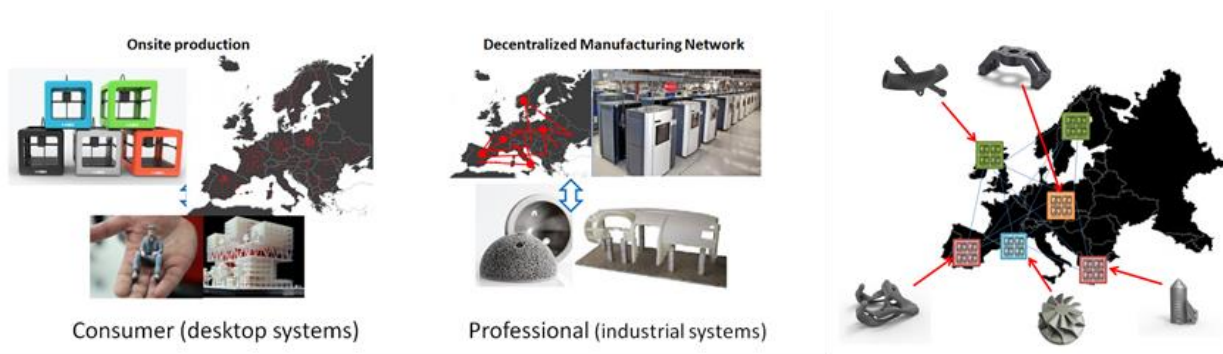 Onsite production
Decentralized Manufacturing Network
Consumer (desktop systems)
Professional (industrial systems)